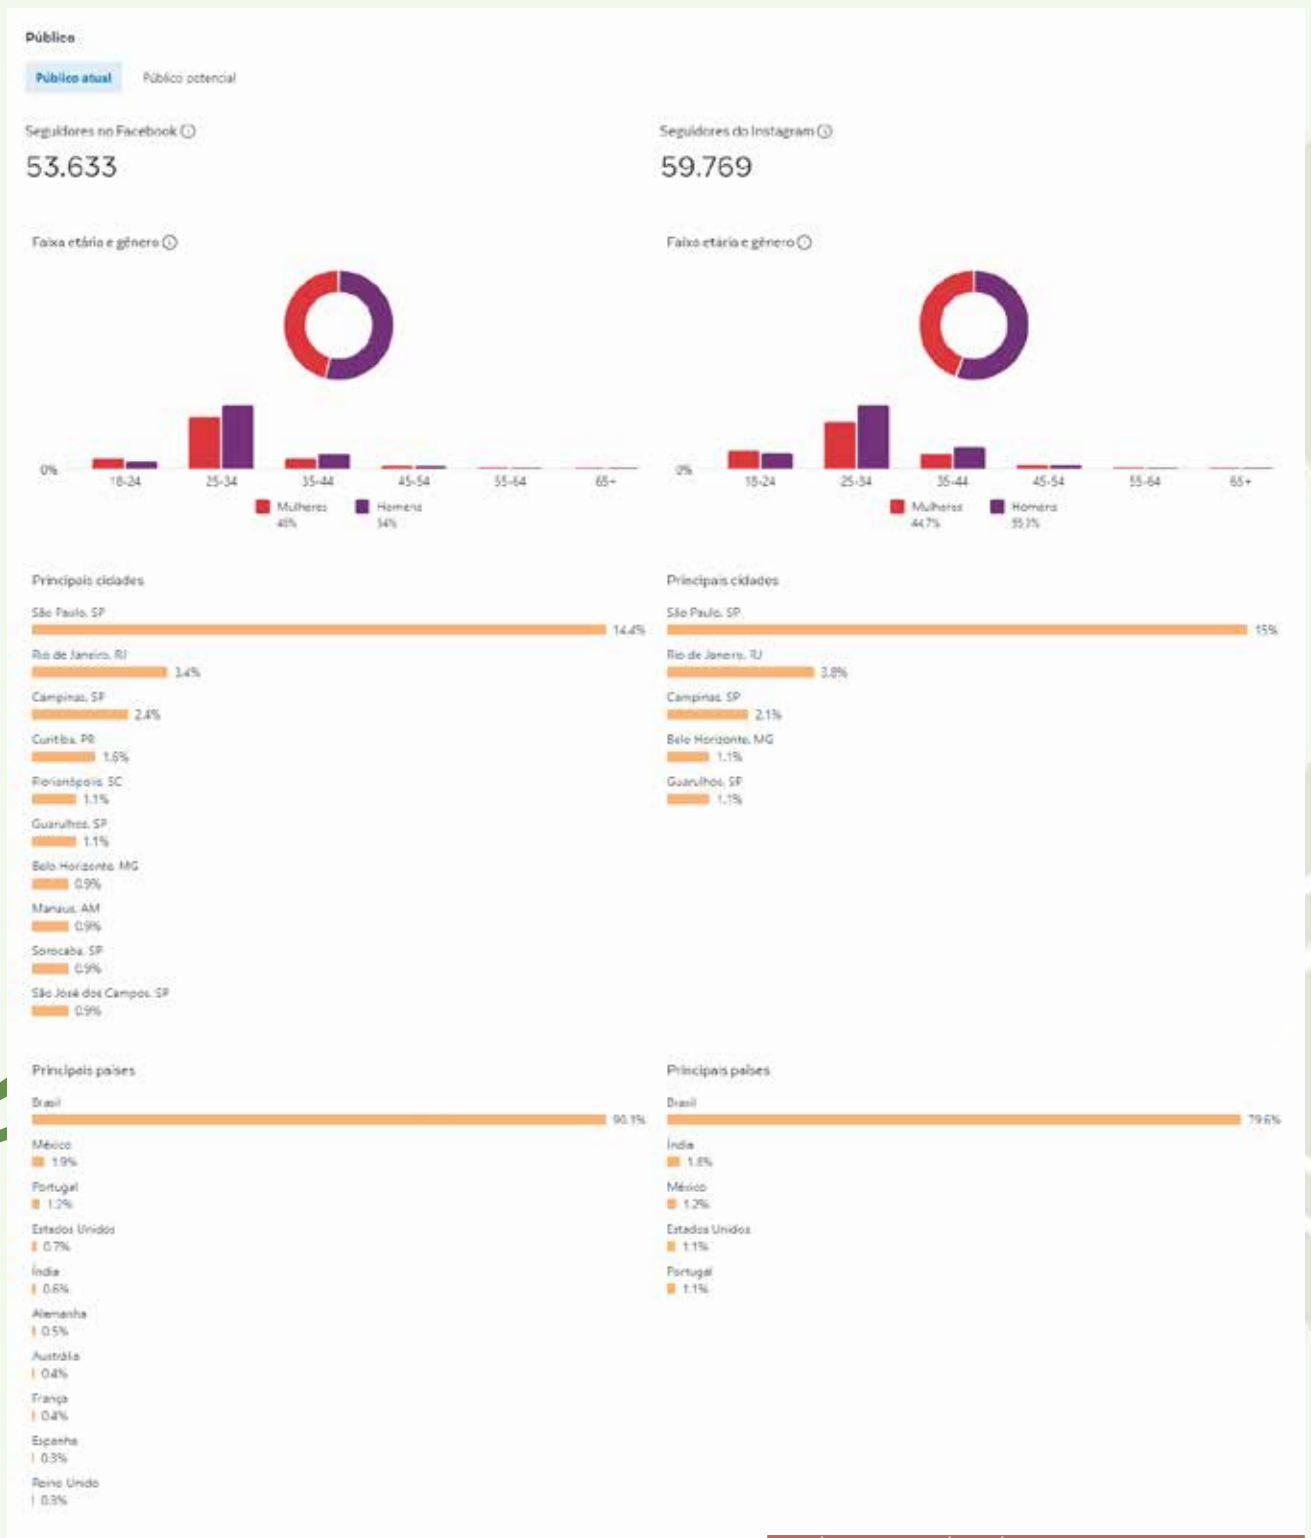 Público
Público atual Público potencial
Seguidores no Facebook
53.633
Faixa etária e gênero
0%
18-24 25-34 35-44 45-54 55-64 65+
Mulheres Homens
46% 54%
Principais cidades
São Paulo, SP
14.4%
Rio de Janeiro, RJ
3.4%
Campinas, SP
2.4%
Curitiba, PR
1.6%
Florianópolis, SC
1.1%
Guarulhos, SP
1.1%
Belo Horizonte, MG
0.9%
Manaus, AM
0.9%
Sorocaba, SP
0.9%
São José dos Campos, SP
0.9%
Principais países
Brasil
90.1%
México
1.9%
Portugal
1.2%
Estados Unidos
0.7%
Índia
0.6%
Alemanha
0.5%
Austrália
0.4%
França
0.4%
Espanha
0.3%
Reino Unido
0.3%
Seguidores do Instagram
59.769
Faixa etária e gênero
0%
18-24 25-34 35-44 45-54 55-64 65+
Mulheres Homens
44,7% 55,3%
Principais cidades
São Paulo, SP
15%
Rio de Janeiro, RJ
3.8%
Campinas, SP
2.1%
Belo Horizonte, MG
1.1%
Guarulhos, SP
1.1%
Principais países
Brasil
79.6%
Índia
1.8%
México
1.2%
Estados Unidos
1.1%
Portugal
1.1%